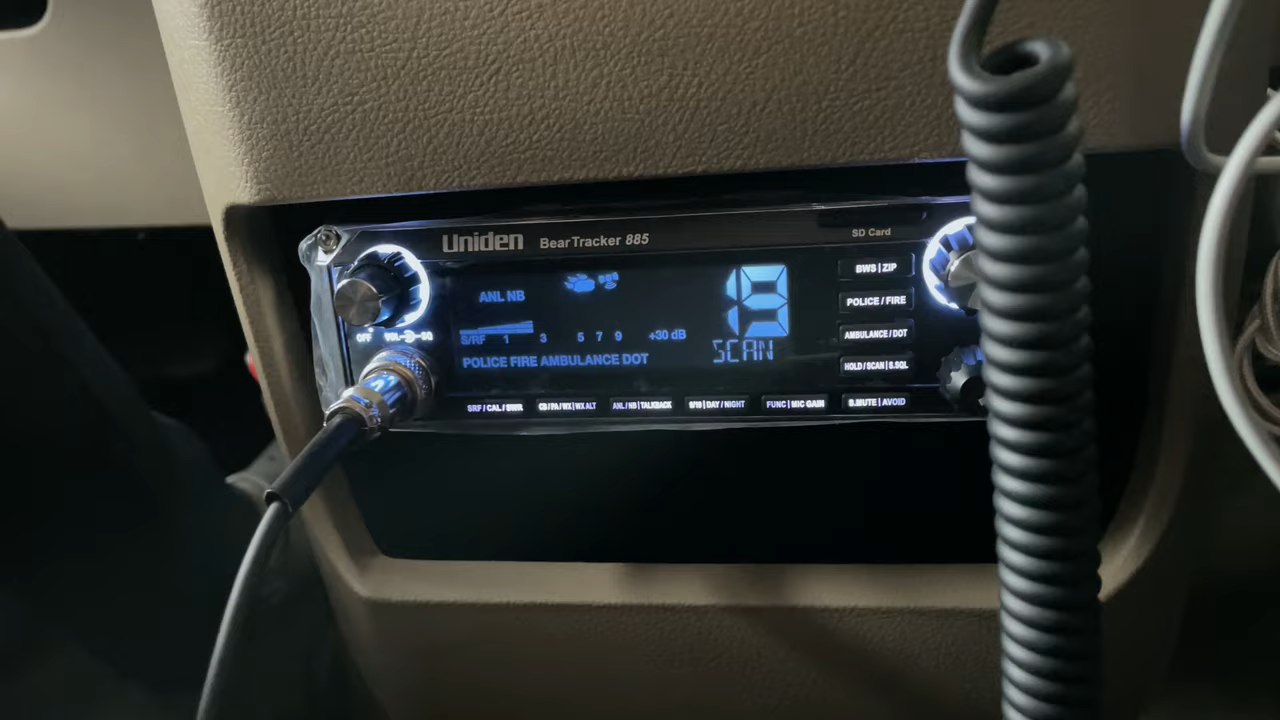 Uniden BearTracker 885
SD Card
ANL NB
19
S/RF 1 3 5 7 9 +30 dB
SCAN
POLICE FIRE AMBULANCE DOT
OFF VOL SQ
BWS | ZIP
POLICE / FIRE
AMBULANCE / DOT
HOLD / SCAN | S.SQL
SRF / CAL / SWR
CB / PA / WX | WX ALT
ANL / NB | TALKBACK
9/19 | DAY / NIGHT
FUNC | MIC GAIN
S.MUTE | AVOID